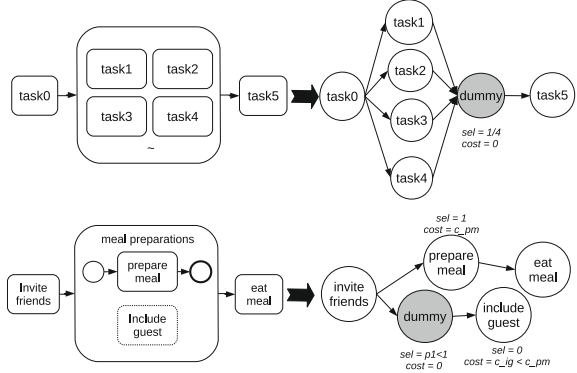 task0
task1
task2
task3
task4
~
task5
task0
task1
task2
task3
task4
dummy
sel = 1/4
cost = 0
task5
Invite
friends
meal preparations
prepare
meal
Include
guest
eat
meal
invite
friends
sel = 1
cost = c_pm
prepare
meal
eat
meal
dummy
sel = p1<1
cost = 0
include
guest
sel = 0
cost = c_ig < c_pm